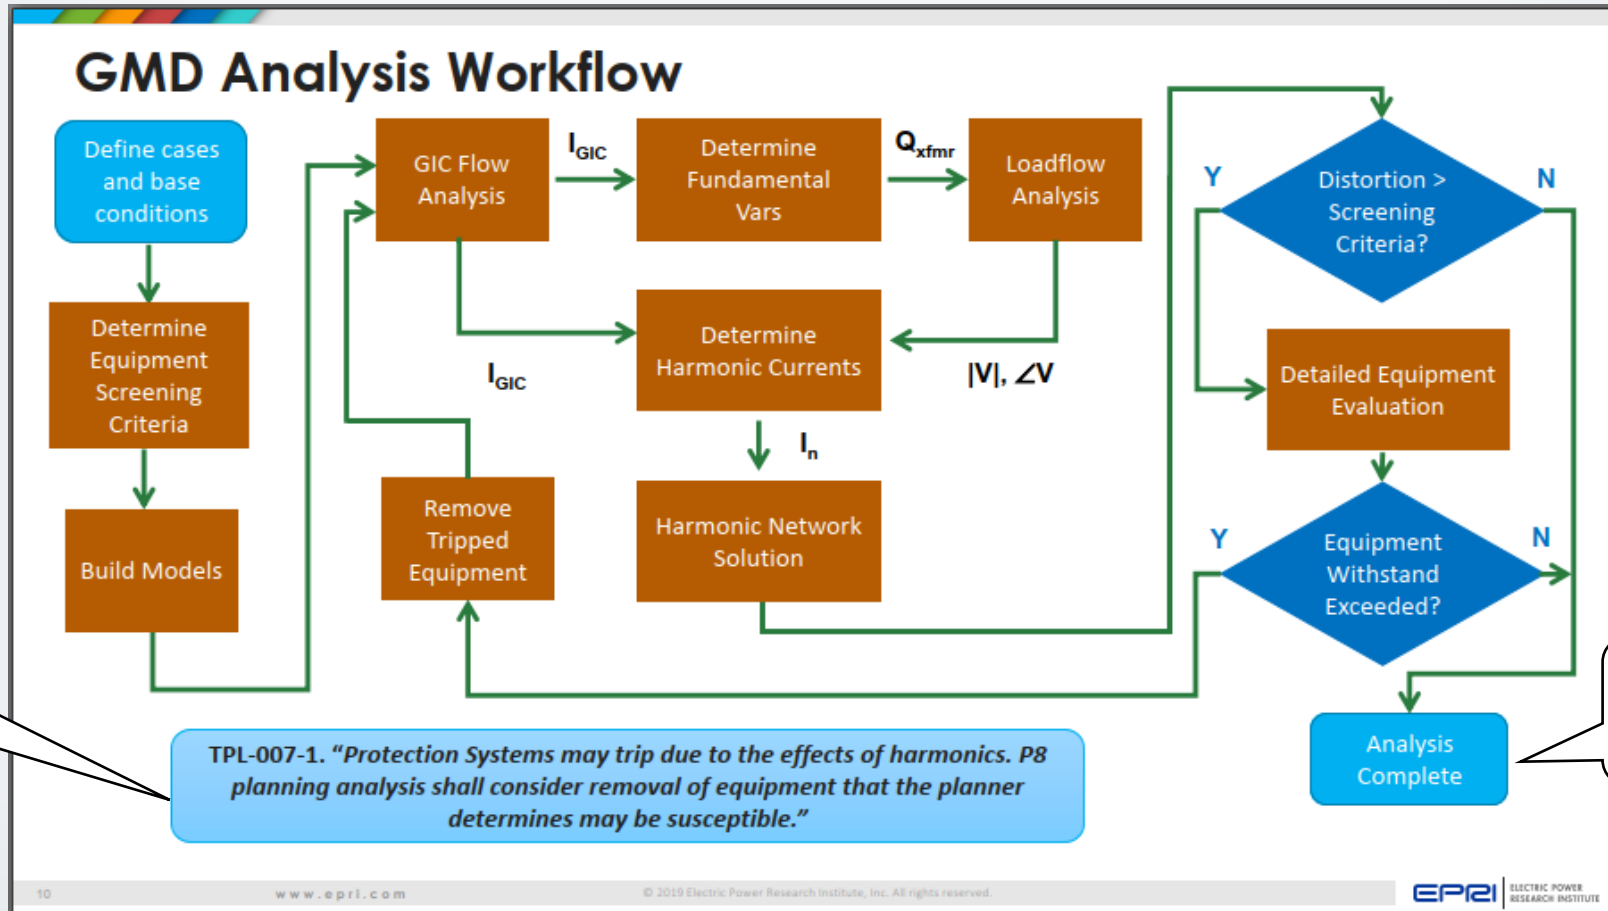 GMD Analysis Workflow
Define cases
and base
conditions
Determine
Equipment
Screening
Criteria
Build Models
GIC Flow
Analysis
I_GIC
Determine
Fundamental
Vars
Q_xfmr
Loadflow
Analysis
I_GIC
Determine
Harmonic Currents
|V|, ∠V
I_n
Harmonic Network
Solution
Remove
Tripped
Equipment
Y
Distortion >
Screening
Criteria?
N
Detailed Equipment
Evaluation
Y
Equipment
Withstand
Exceeded?
N
Analysis
Complete
TPL-007-1. “Protection Systems may trip due to the effects of harmonics. P8
planning analysis shall consider removal of equipment that the planner
determines may be susceptible.”
10
www.epri.com
© 2019 Electric Power Research Institute, Inc. All rights reserved.
EPRI
ELECTRIC POWER
RESEARCH INSTITUTE